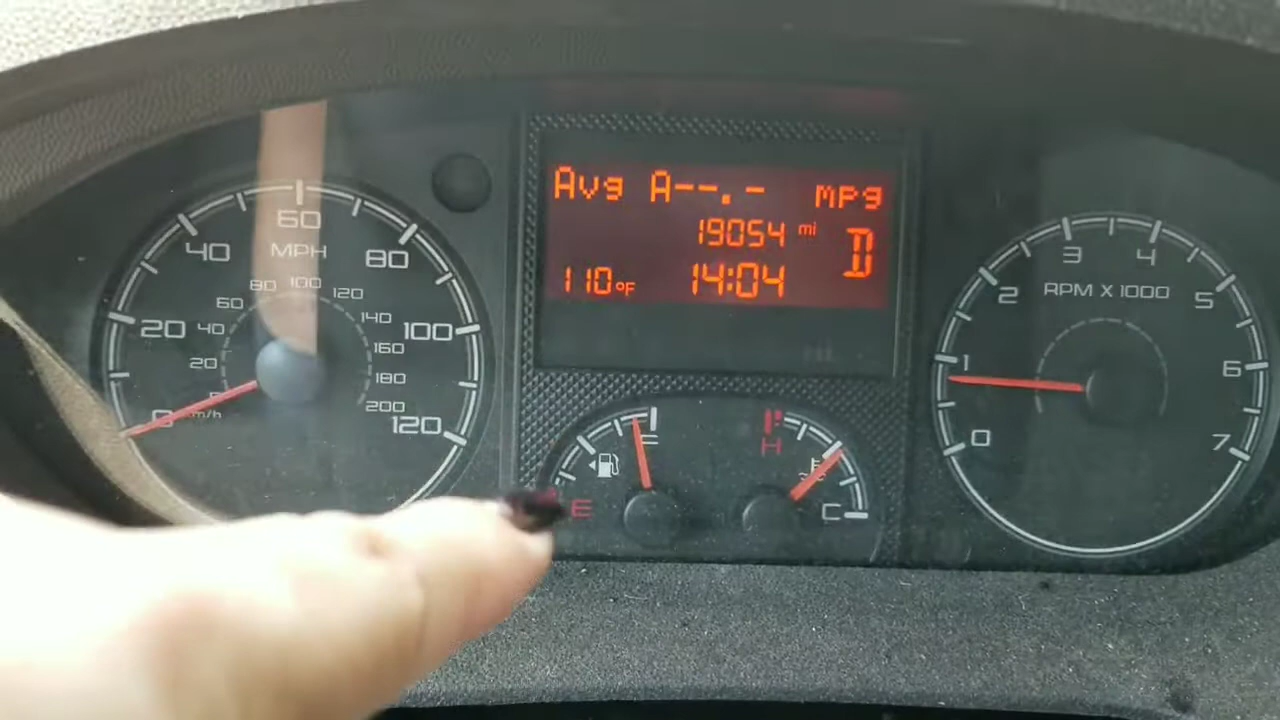 Avg A--.- mpg
19054 mi
D
110°F 14:04
0 20 40 60 80 100 120
MPH
20 40 60 80 100 120 140 160 180 200
km/h
E
H
C
RPM X 1000
0 1 2 3 4 5 6 7